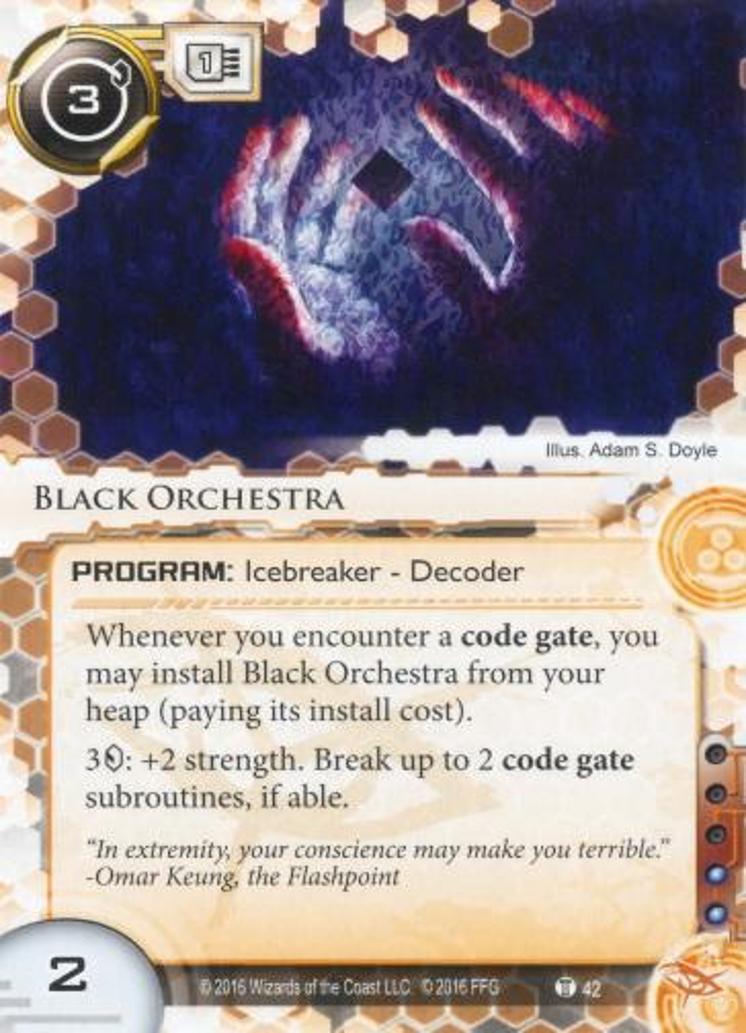 3
1
Illus. Adam S. Doyle
BLACK ORCHESTRA
PROGRAM: Icebreaker - Decoder
Whenever you encounter a code gate, you
may install Black Orchestra from your
heap (paying its install cost).
3: +2 strength. Break up to 2 code gate
subroutines, if able.
“In extremity, your conscience may make you terrible.”
-Omar Keung, the Flashpoint
2
© 2016 Wizards of the Coast LLC. © 2016 FFG
42